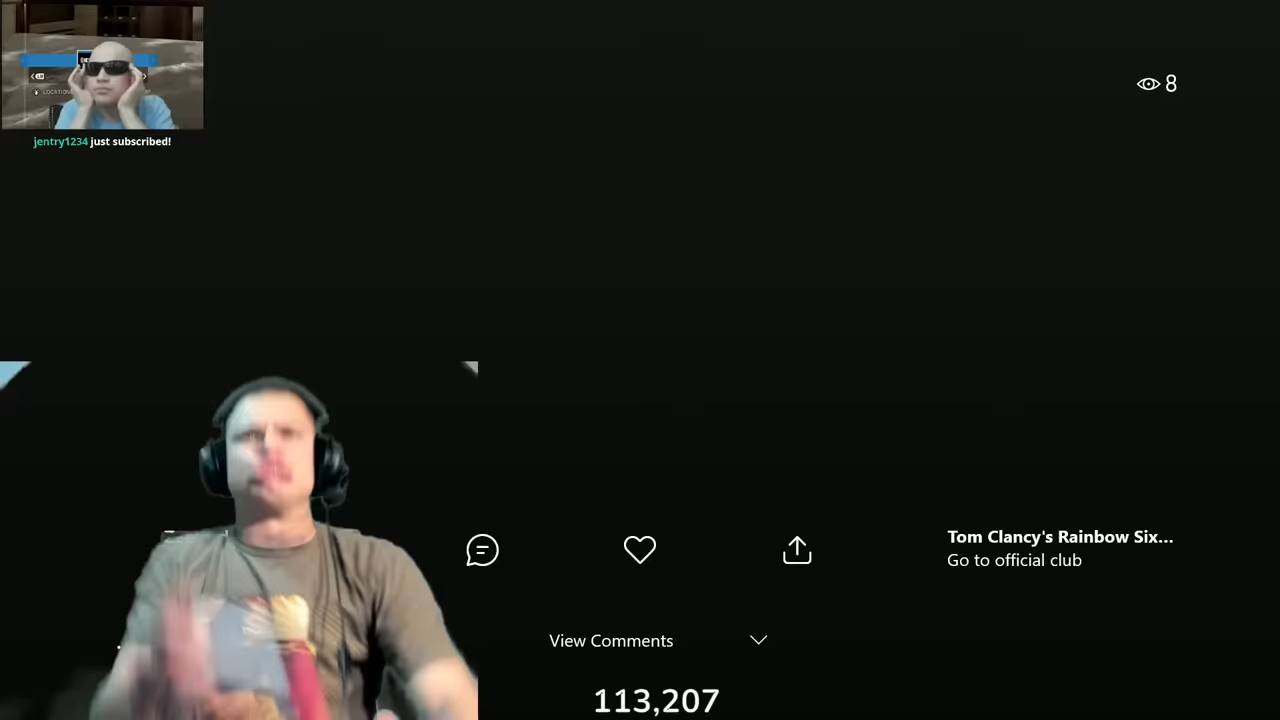 8
jentry1234 just subscribed!
Tom Clancy's Rainbow Six...
Go to official club
View Comments
113,207